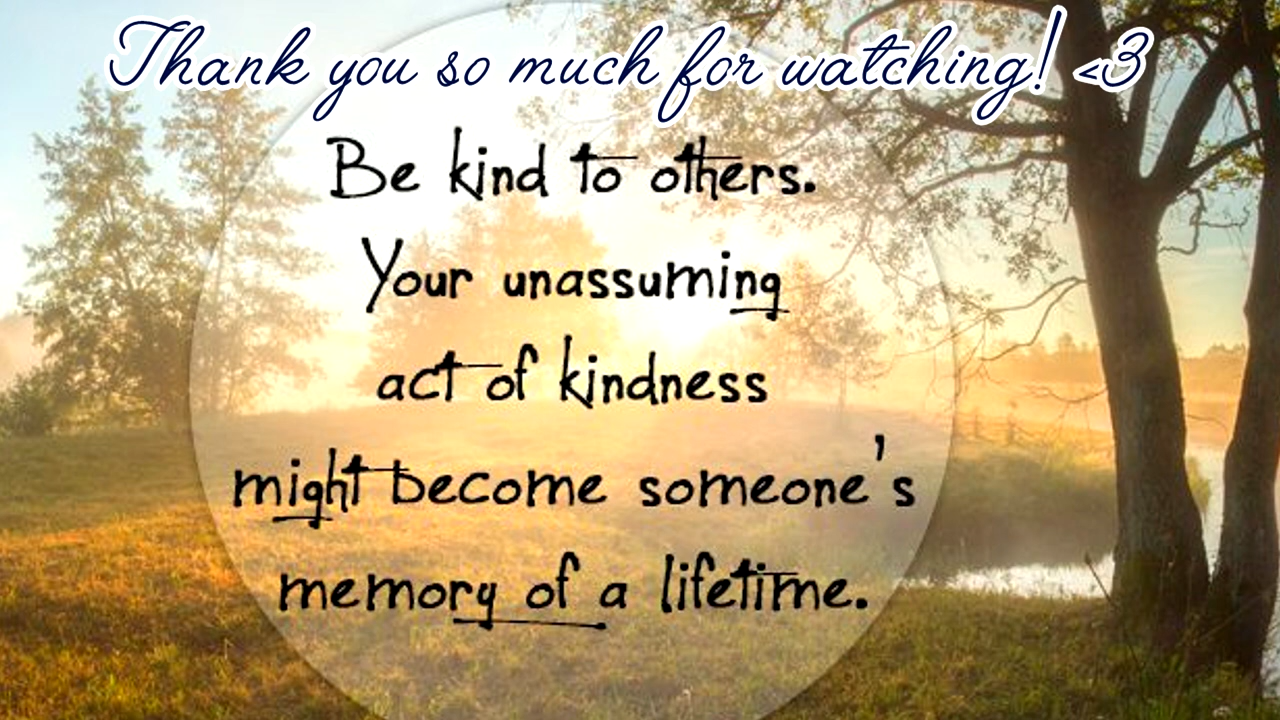 Thank you so much for watching! <3
Be kind to others.
Your unassuming
act of kindness
might become someone's
memory of a lifetime.